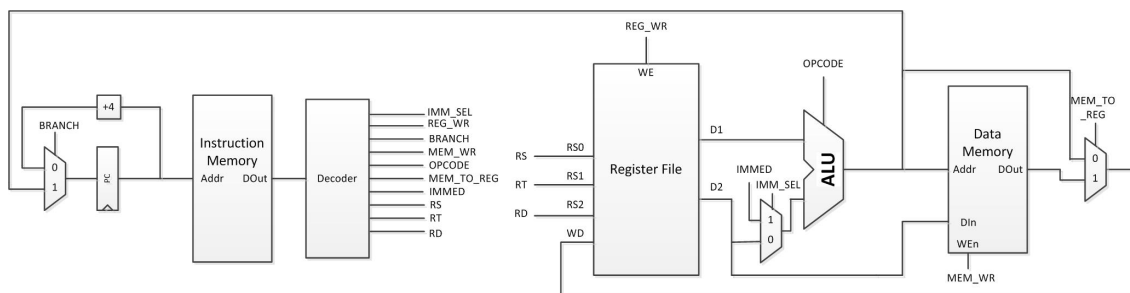 +4
BRANCH
0
1
PC
Instruction
Memory
Addr DOut
Decoder
IMM_SEL
REG_WR
BRANCH
MEM_WR
OPCODE
MEM_TO_REG
IMMED
RS
RT
RD
REG_WR
WE
Register File
RS RS0
RT RS1
RD RS2
WD
D1
D2
IMMED
IMM_SEL
1
0
OPCODE
ALU
Data
Memory
Addr DOut
DIn
WEn
MEM_WR
MEM_TO
_REG
0
1